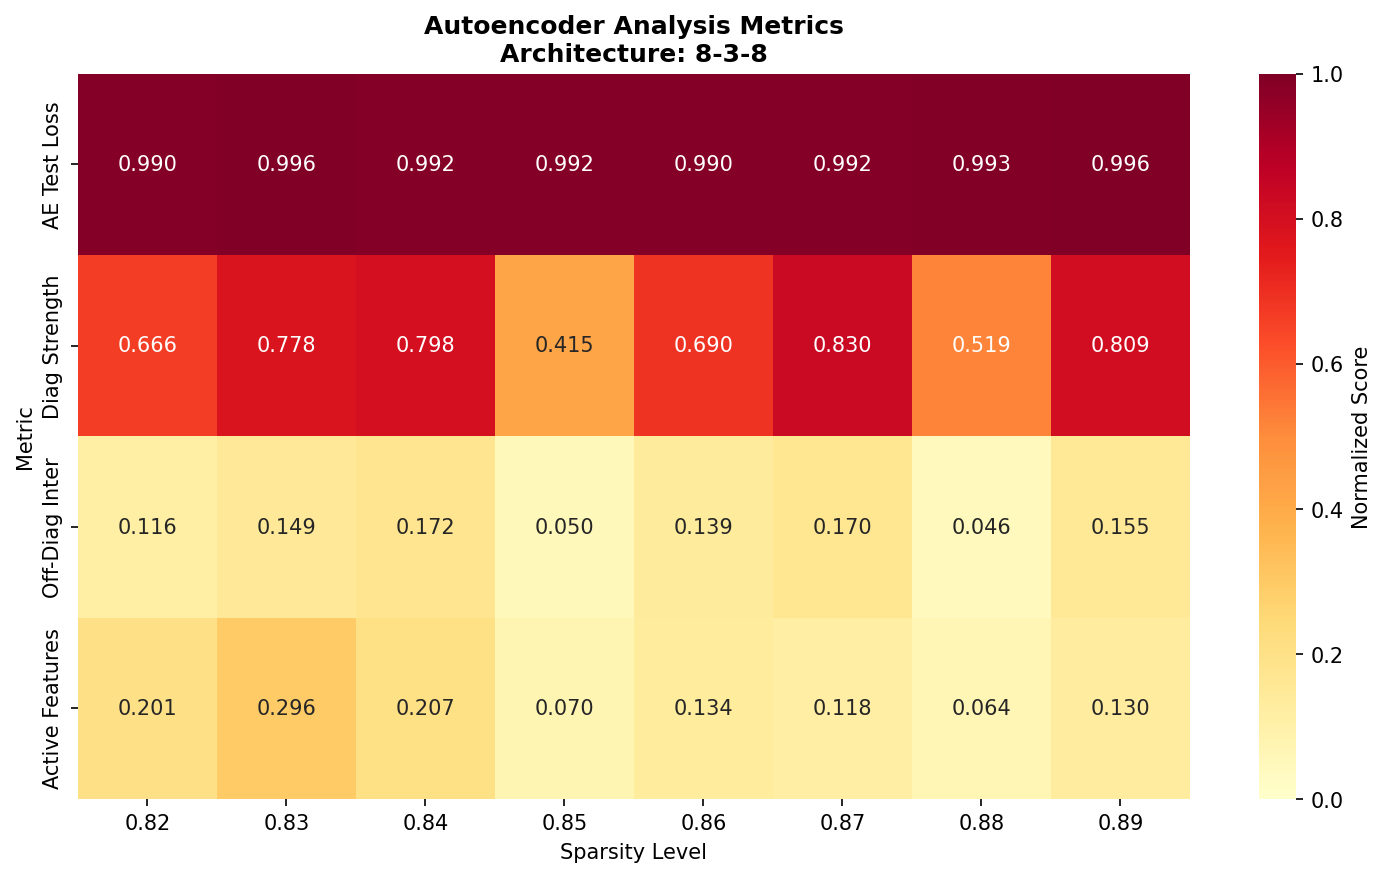 Autoencoder Analysis Metrics
Architecture: 8-3-8
Metric
AE Test Loss
0.990 0.996 0.992 0.992 0.990 0.992 0.993 0.996
Diag Strength
0.666 0.778 0.798 0.415 0.690 0.830 0.519 0.809
Off-Diag Inter
0.116 0.149 0.172 0.050 0.139 0.170 0.046 0.155
Active Features
0.201 0.296 0.207 0.070 0.134 0.118 0.064 0.130
0.82 0.83 0.84 0.85 0.86 0.87 0.88 0.89
Sparsity Level
1.0
0.8
0.6
0.4
0.2
0.0
Normalized Score